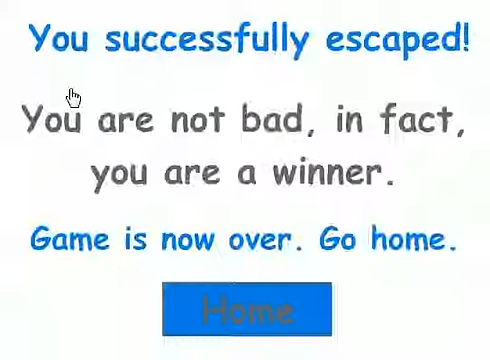 You successfully escaped!
You are not bad, in fact,
you are a winner.
Game is now over. Go home.
Home